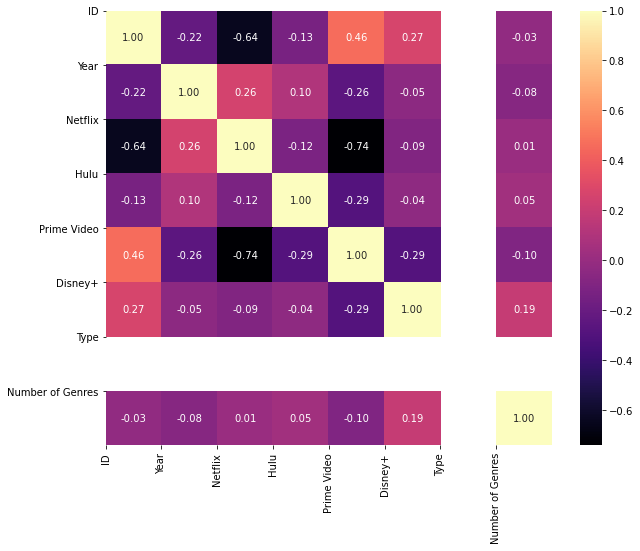 ID
1.00 -0.22 -0.64 -0.13 0.46 0.27 -0.03
Year
-0.22 1.00 0.26 0.10 -0.26 -0.05 -0.08
Netflix
-0.64 0.26 1.00 -0.12 -0.74 -0.09 0.01
Hulu
-0.13 0.10 -0.12 1.00 -0.29 -0.04 0.05
Prime Video
0.46 -0.26 -0.74 -0.29 1.00 -0.29 -0.10
Disney+
0.27 -0.05 -0.09 -0.04 -0.29 1.00 0.19
Type
Number of Genres
-0.03 -0.08 0.01 0.05 -0.10 0.19 1.00
ID
Year
Netflix
Hulu
Prime Video
Disney+
Type
Number of Genres
1.0
0.8
0.6
0.4
0.2
0.0
−0.2
−0.4
−0.6